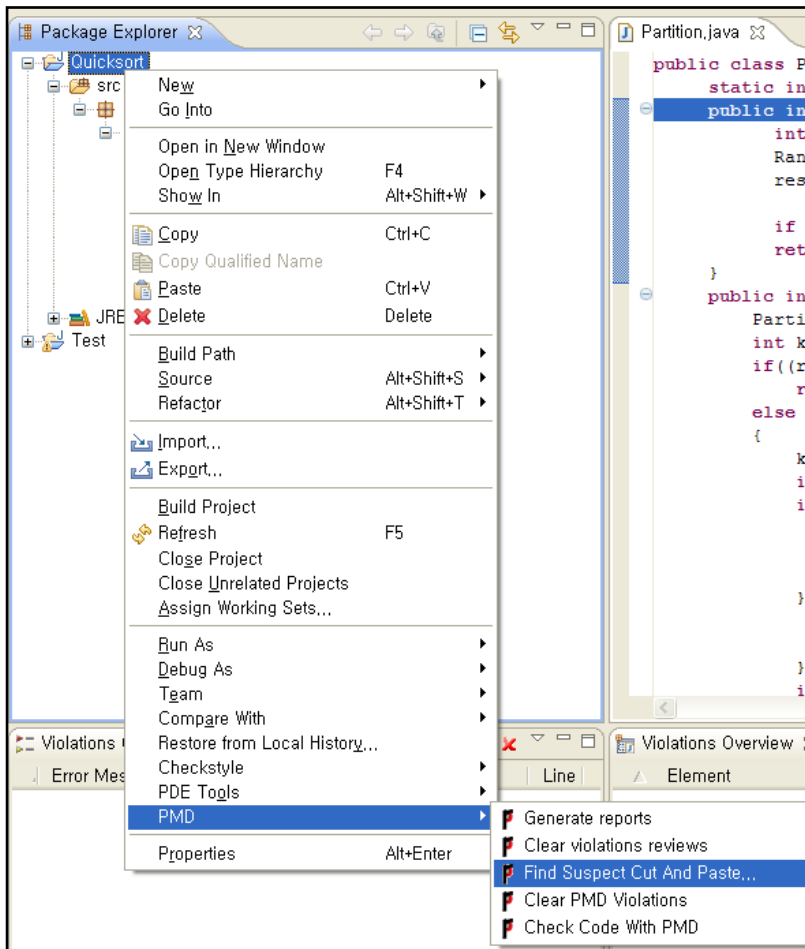 Package Explorer
Quicksort
src
JRE
Test
New
Go Into
Open in New Window
Open Type Hierarchy F4
Show In Alt+Shift+W
Copy Ctrl+C
Copy Qualified Name
Paste Ctrl+V
Delete Delete
Build Path
Source Alt+Shift+S
Refactor Alt+Shift+T
Import...
Export...
Build Project
Refresh F5
Close Project
Close Unrelated Projects
Assign Working Sets...
Run As
Debug As
Team
Compare With
Restore from Local History...
Checkstyle
PDE Tools
PMD
Properties Alt+Enter
Generate reports
Clear violations reviews
Find Suspect Cut And Paste...
Clear PMD Violations
Check Code With PMD
Partition.java
public class P
static in
public in
int
Ran
res
if
ret
}
public in
Parti
int k
if((r
r
else
{
k
i
i
}
}
i
Violations
Error Mes Line
Violations Overview
Element